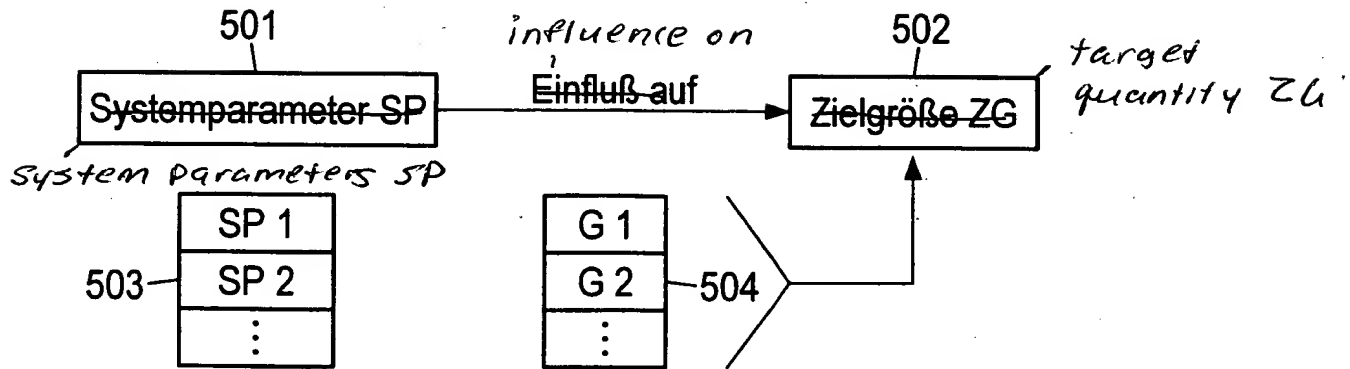 501
influence on
502
target
quantity ZG
Systemparameter SP
Einfluß auf
Zielgröße ZG
system parameters SP
SP 1
G 1
503
SP 2
G 2
504
⋮
⋮